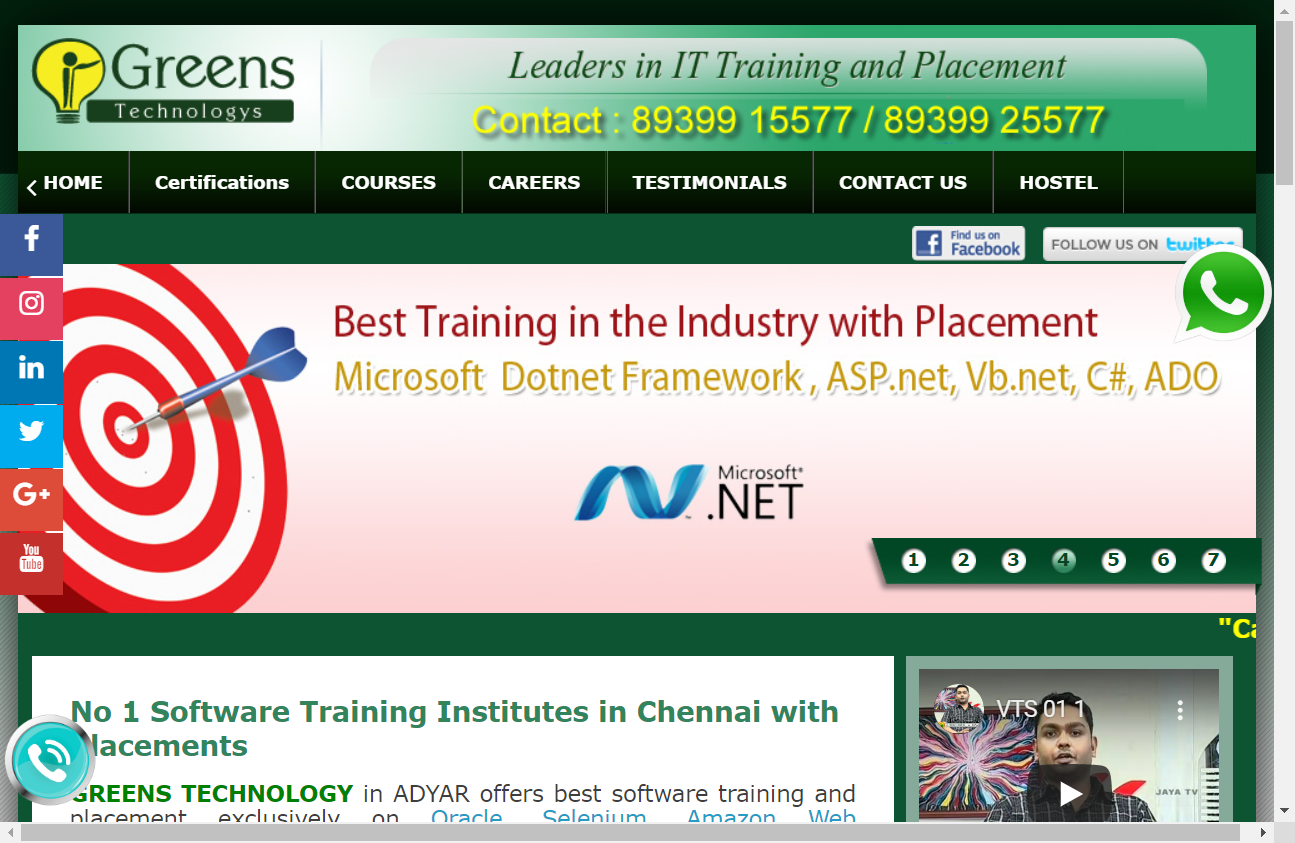 Greens
Technologys
Leaders in IT Training and Placement
Contact : 89399 15577 / 89399 25577
HOME
Certifications
COURSES
CAREERS
TESTIMONIALS
CONTACT US
HOSTEL
Find us on
Facebook
FOLLOW US ON twitter
Best Training in the Industry with Placement
Microsoft Dotnet Framework , ASP.net, Vb.net, C#, ADO
Microsoft®
.NET
You
Tube
1 2 3 4 5 6 7
No 1 Software Training Institutes in Chennai with
Placements
VTS 01 1
GREENS TECHNOLOGY in ADYAR offers best software training and
JAYA TV
placement exclusively on Oracle, Selenium, Amazon Web